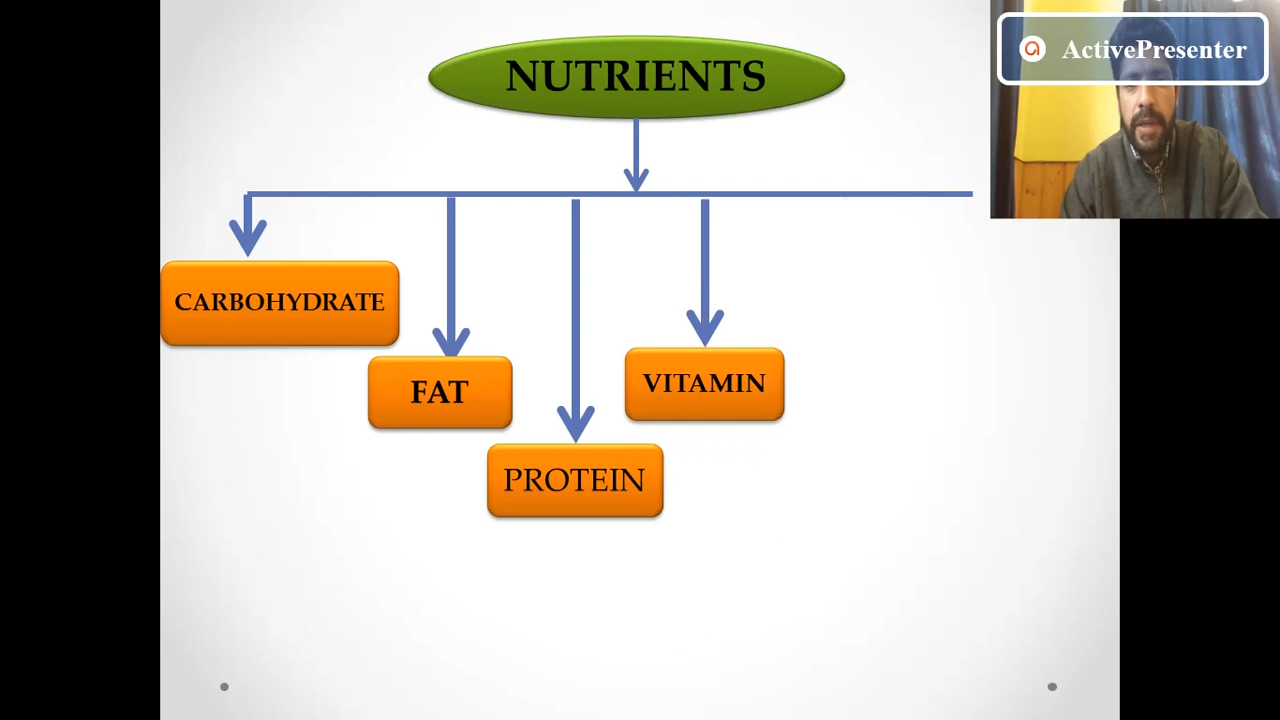 NUTRIENTS
ActivePresenter
CARBOHYDRATE
FAT
VITAMIN
PROTEIN